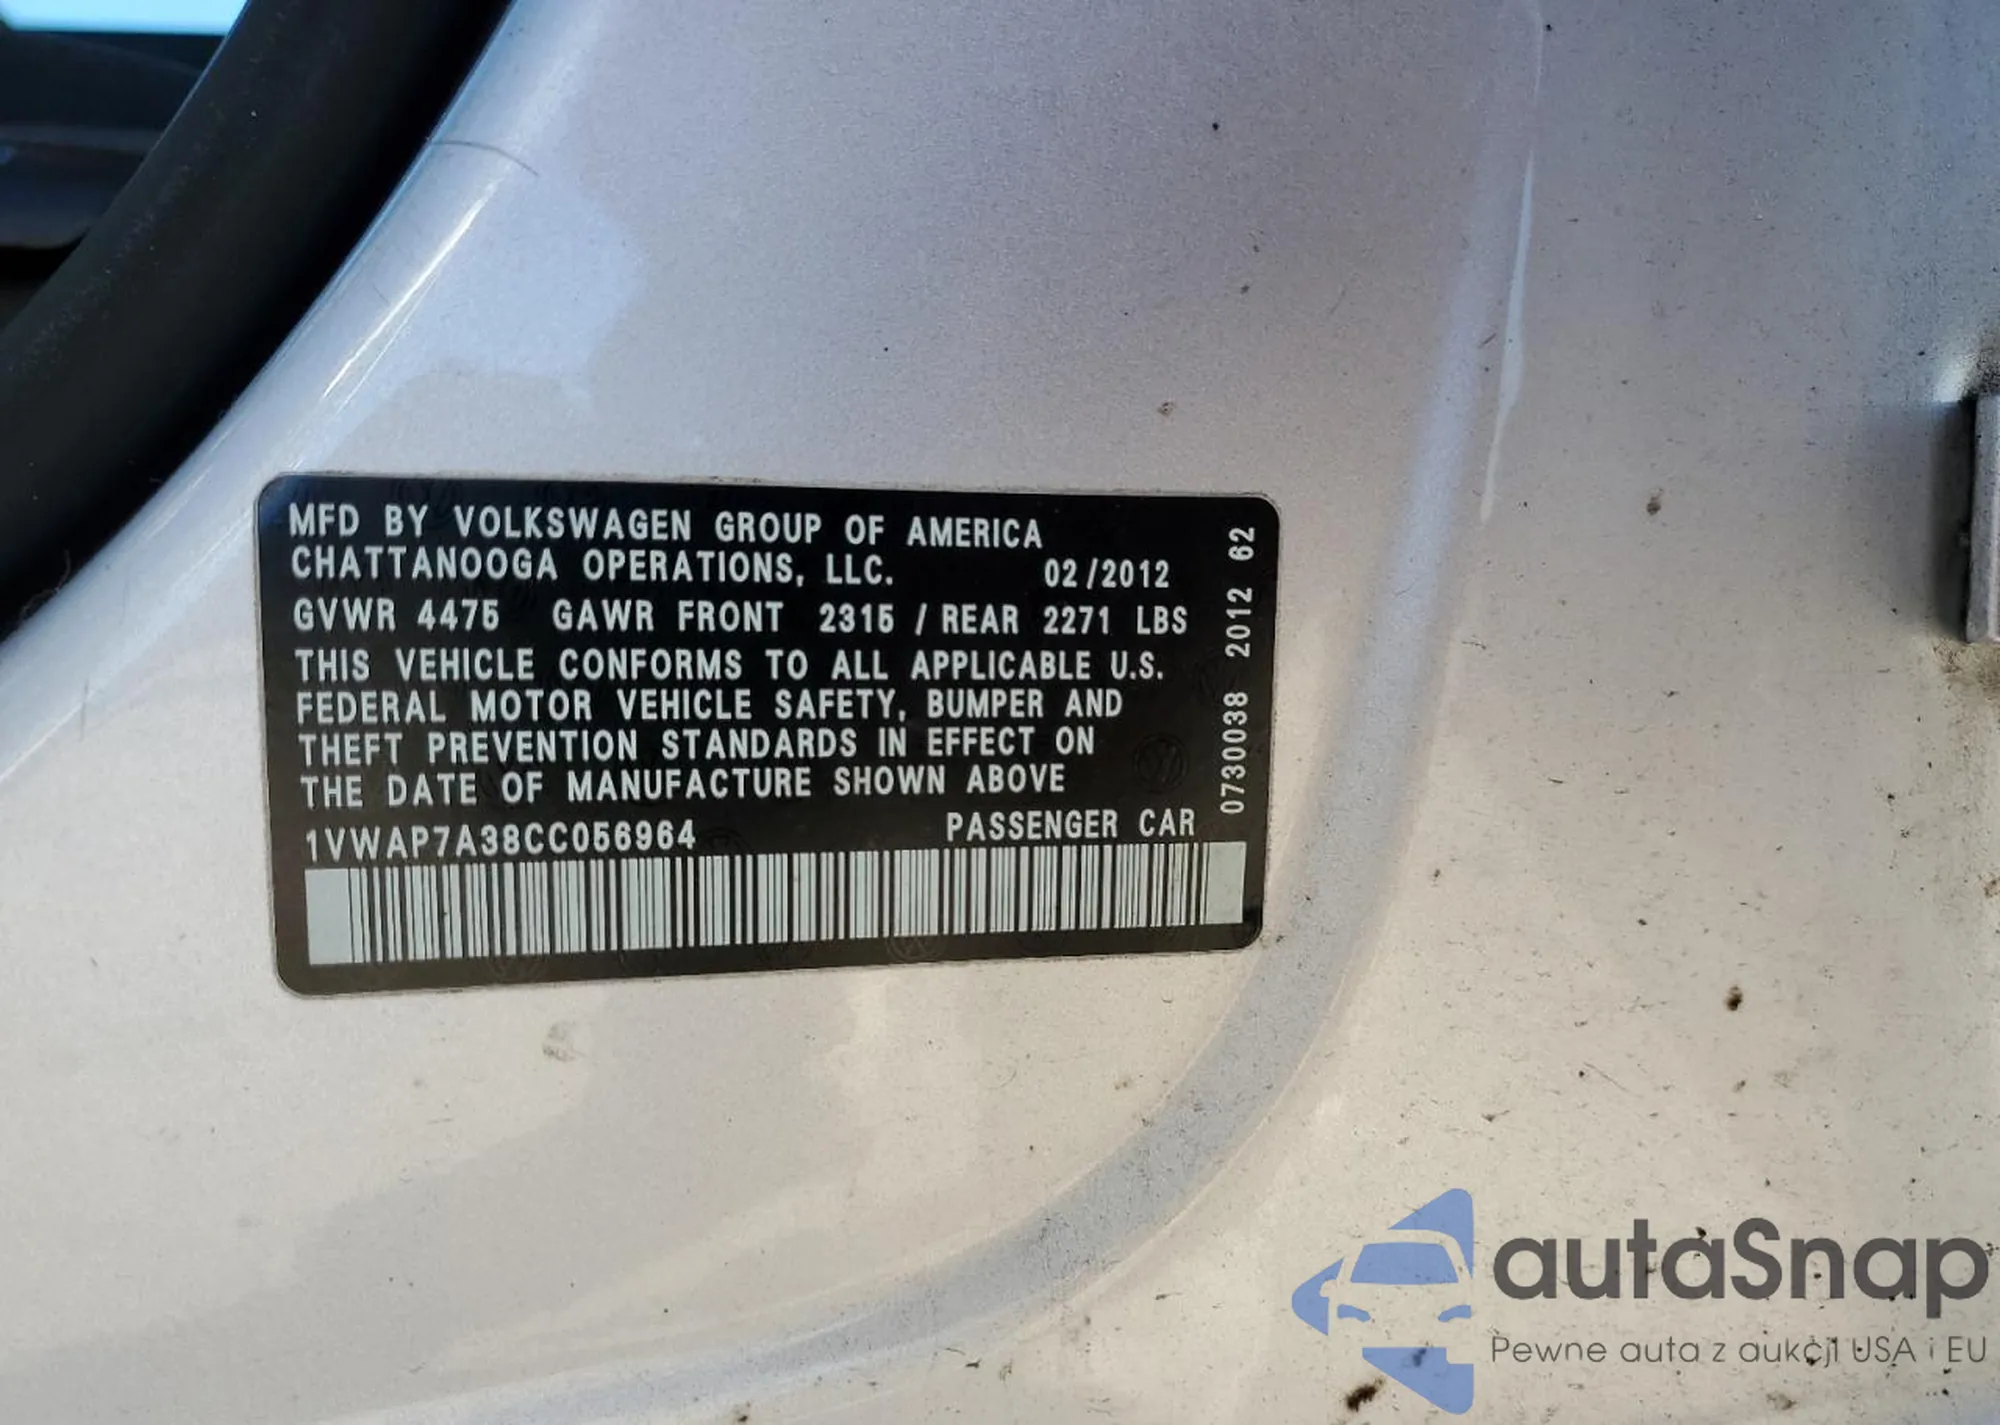 MFD BY VOLKSWAGEN GROUP OF AMERICA
CHATTANOOGA OPERATIONS, LLC. 02/2012
GVWR 4475 GAWR FRONT 2315 / REAR 2271 LBS
THIS VEHICLE CONFORMS TO ALL APPLICABLE U.S.
FEDERAL MOTOR VEHICLE SAFETY, BUMPER AND
THEFT PREVENTION STANDARDS IN EFFECT ON
THE DATE OF MANUFACTURE SHOWN ABOVE
1VWAP7A38CC056964 PASSENGER CAR
0730038 2012 62
autaSnap
Pewne auta z aukcji USA i EU